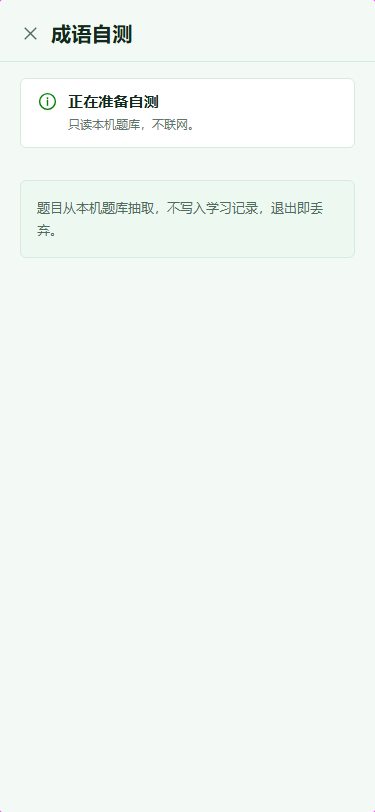 成语自测
正在准备自测
只读本机题库，不联网。
题目从本机题库抽取，不写入学习记录，退出即丢
弃。